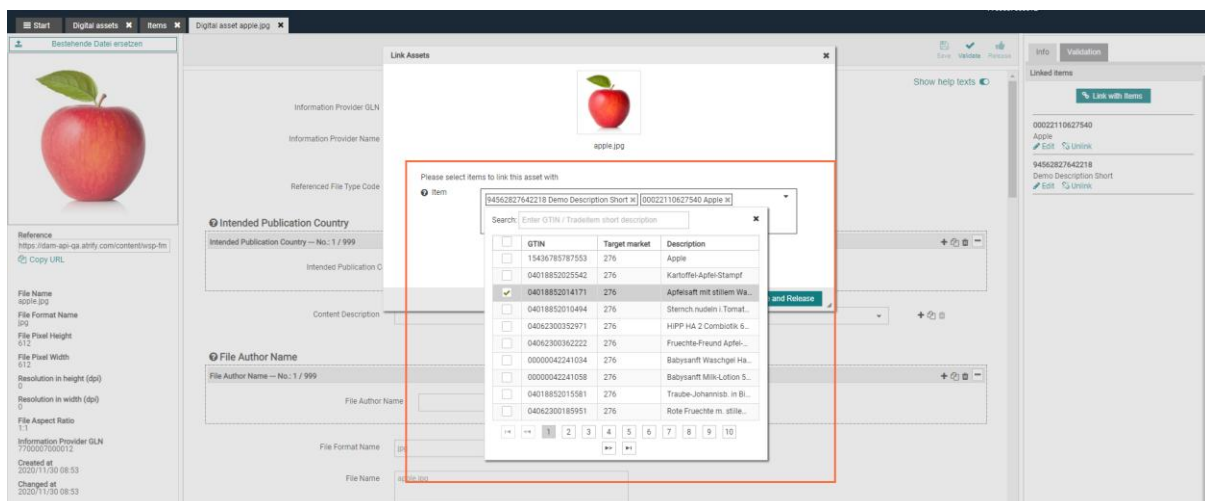 Start
Digital assets
Items
Digital asset apple.jpg
Bestehende Datei ersetzen
Reference
https://dam-api-qa.atrify.com/content/wsp-fm
Copy URL
File Name
apple.jpg
File Format Name
jpg
File Pixel Height
612
File Pixel Width
612
Resolution in height (dpi)
0
Resolution in width (dpi)
0
File Aspect Ratio
1:1
Information Provider GLN
7700007000012
Created at
2020/11/30 08:53
Changed at
2020/11/30 08:53
Save Validate Release
Show help texts
Information Provider GLN
Information Provider Name
Referenced File Type Code
Intended Publication Country
Intended Publication Country — No.: 1 / 999
Intended Publication C
Content Description
File Author Name
File Author Name — No.: 1 / 999
File Author Name
File Format Name
jpg
File Name
apple.jpg
Link Assets
apple.jpg
Please select items to link this asset with
Item
94562827642218 Demo Description Short
00022110627540 Apple
Search: Enter GTIN / Tradeitem short description
GTIN Target market Description
15436785787553 276 Apple
04018852025542 276 Kartoffel-Apfel-Stampf
04018852014171 276 Apfelsaft mit stillem Wa...
04018852010494 276 Sternch.nudeln i.Tomat...
04062300352971 276 HiPP HA 2 Combiotik 6...
04062300362222 276 Fruechte-Freund Apfel-...
00000042241034 276 Babysanft Waschgel Ha...
00000042241058 276 Babysanft Milk-Lotion 5...
04018852015581 276 Traube-Johannisb. in Bi...
04062300185951 276 Rote Fruechte m. stille...
1 2 3 4 5 6 7 8 9 10
and Release
Info
Validation
Linked items
Link with Items
00022110627540
Apple
Edit Unlink
94562827642218
Demo Description Short
Edit Unlink